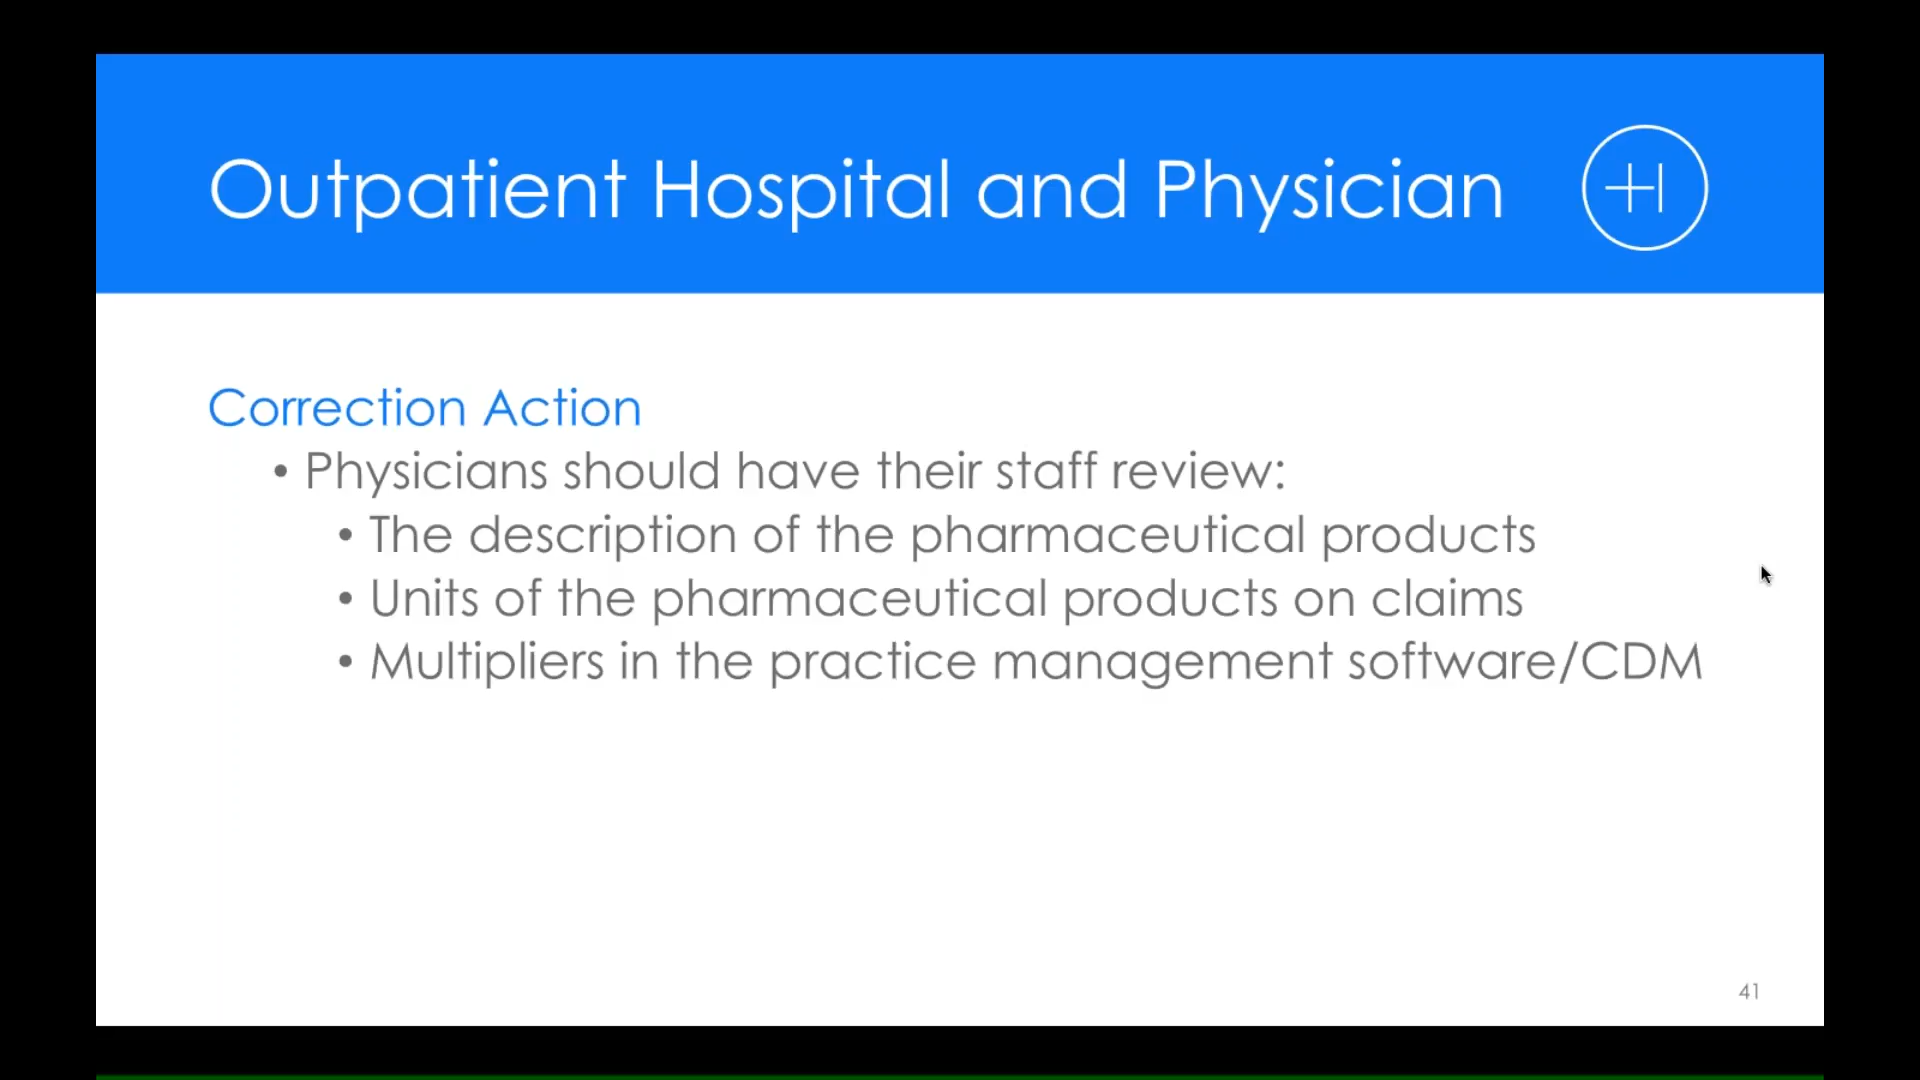 Outpatient Hospital and Physician
Correction Action
• Physicians should have their staff review:
• The description of the pharmaceutical products
• Units of the pharmaceutical products on claims
• Multipliers in the practice management software/CDM
41